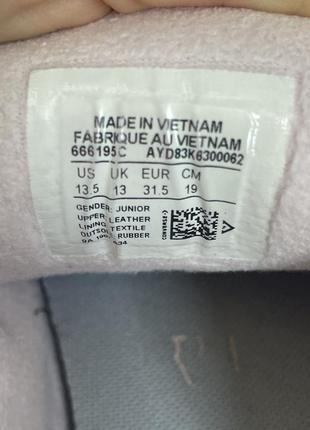 MADE IN VIETNAM
FABRIQUE AU VIETNAM
666195C AYD83K6300062
US UK EUR CM
13.5 13 31.5 19
GENDER: JUNIOR
UPPER: LEATHER
LINING: TEXTILE
OUTSOLE: RUBBER